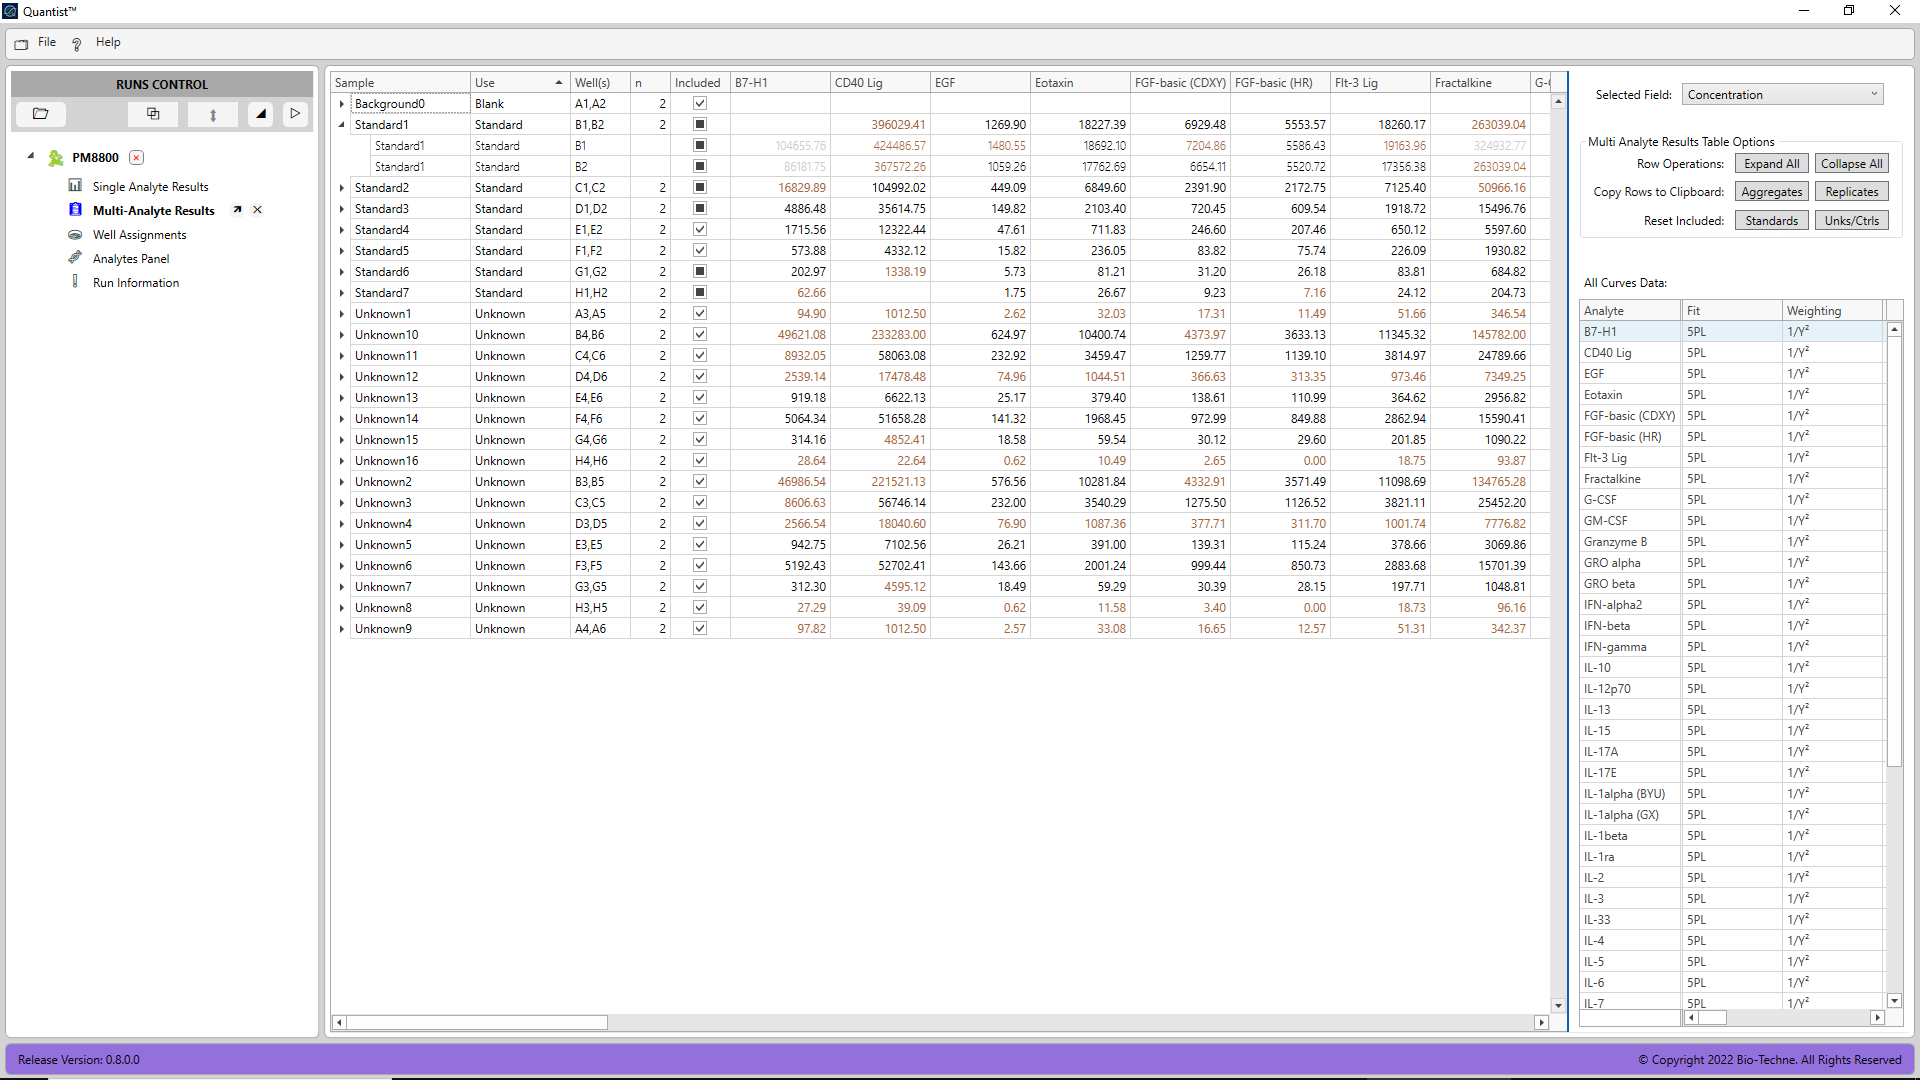 Quantist™
File Help
RUNS CONTROL
PM8800
Single Analyte Results
Multi-Analyte Results
Well Assignments
Analytes Panel
Run Information
Sample Use Well(s) n Included B7-H1 CD40 Lig EGF Eotaxin FGF-basic (CDXY) FGF-basic (HR) Flt-3 Lig Fractalkine G-C
Background0 Blank A1,A2 2
Standard1 Standard B1,B2 2 396029.41 1269.90 18227.39 6929.48 5553.57 18260.17 263039.04
Standard1 Standard B1 104655.76 424486.57 1480.55 18692.10 7204.86 5586.43 19163.96 324932.77
Standard1 Standard B2 86181.75 367572.26 1059.26 17762.69 6654.11 5520.72 17356.38 263039.04
Standard2 Standard C1,C2 2 16829.89 104992.02 449.09 6849.60 2391.90 2172.75 7125.40 50966.16
Standard3 Standard D1,D2 2 4886.48 35614.75 149.82 2103.40 720.45 609.54 1918.72 15496.76
Standard4 Standard E1,E2 2 1715.56 12322.44 47.61 711.83 246.60 207.46 650.12 5597.60
Standard5 Standard F1,F2 2 573.88 4332.12 15.82 236.05 83.82 75.74 226.09 1930.82
Standard6 Standard G1,G2 2 202.97 1338.19 5.73 81.21 31.20 26.18 83.81 684.82
Standard7 Standard H1,H2 2 62.66 1.75 26.67 9.23 7.16 24.12 204.73
Unknown1 Unknown A3,A5 2 94.90 1012.50 2.62 32.03 17.31 11.49 51.66 346.54
Unknown10 Unknown B4,B6 2 49621.08 233283.00 624.97 10400.74 4373.97 3633.13 11345.32 145782.00
Unknown11 Unknown C4,C6 2 8932.05 58063.08 232.92 3459.47 1259.77 1139.10 3814.97 24789.66
Unknown12 Unknown D4,D6 2 2539.14 17478.48 74.96 1044.51 366.63 313.35 973.46 7349.25
Unknown13 Unknown E4,E6 2 919.18 6622.13 25.17 379.40 138.61 110.99 364.62 2956.82
Unknown14 Unknown F4,F6 2 5064.34 51658.28 141.32 1968.45 972.99 849.88 2862.94 15590.41
Unknown15 Unknown G4,G6 2 314.16 4852.41 18.58 59.54 30.12 29.60 201.85 1090.22
Unknown16 Unknown H4,H6 2 28.64 22.64 0.62 10.49 2.65 0.00 18.75 93.87
Unknown2 Unknown B3,B5 2 46986.54 221521.13 576.56 10281.84 4332.91 3571.49 11098.69 134765.28
Unknown3 Unknown C3,C5 2 8606.63 56746.14 232.00 3540.29 1275.50 1126.52 3821.11 25452.20
Unknown4 Unknown D3,D5 2 2566.54 18040.60 76.90 1087.36 377.71 311.70 1001.74 7776.82
Unknown5 Unknown E3,E5 2 942.75 7102.56 26.21 391.00 139.31 115.24 378.66 3069.86
Unknown6 Unknown F3,F5 2 5192.43 52702.41 143.66 2001.24 999.44 850.73 2883.68 15701.39
Unknown7 Unknown G3,G5 2 312.30 4595.12 18.49 59.29 30.39 28.15 197.71 1048.81
Unknown8 Unknown H3,H5 2 27.29 39.09 0.62 11.58 3.40 0.00 18.73 96.16
Unknown9 Unknown A4,A6 2 97.82 1012.50 2.57 33.08 16.65 12.57 51.31 342.37
Selected Field: Concentration
Multi Analyte Results Table Options
Row Operations: Expand All Collapse All
Copy Rows to Clipboard: Aggregates Replicates
Reset Included: Standards Unks/Ctrls
All Curves Data:
Analyte Fit Weighting
B7-H1 5PL 1/Y²
CD40 Lig 5PL 1/Y²
EGF 5PL 1/Y²
Eotaxin 5PL 1/Y²
FGF-basic (CDXY) 5PL 1/Y²
FGF-basic (HR) 5PL 1/Y²
Flt-3 Lig 5PL 1/Y²
Fractalkine 5PL 1/Y²
G-CSF 5PL 1/Y²
GM-CSF 5PL 1/Y²
Granzyme B 5PL 1/Y²
GRO alpha 5PL 1/Y²
GRO beta 5PL 1/Y²
IFN-alpha2 5PL 1/Y²
IFN-beta 5PL 1/Y²
IFN-gamma 5PL 1/Y²
IL-10 5PL 1/Y²
IL-12p70 5PL 1/Y²
IL-13 5PL 1/Y²
IL-15 5PL 1/Y²
IL-17A 5PL 1/Y²
IL-17E 5PL 1/Y²
IL-1alpha (BYU) 5PL 1/Y²
IL-1alpha (GX) 5PL 1/Y²
IL-1beta 5PL 1/Y²
IL-1ra 5PL 1/Y²
IL-2 5PL 1/Y²
IL-3 5PL 1/Y²
IL-33 5PL 1/Y²
IL-4 5PL 1/Y²
IL-5 5PL 1/Y²
IL-6 5PL 1/Y²
IL-7 5PL 1/Y²
Release Version: 0.8.0.0
© Copyright 2022 Bio-Techne. All Rights Reserved